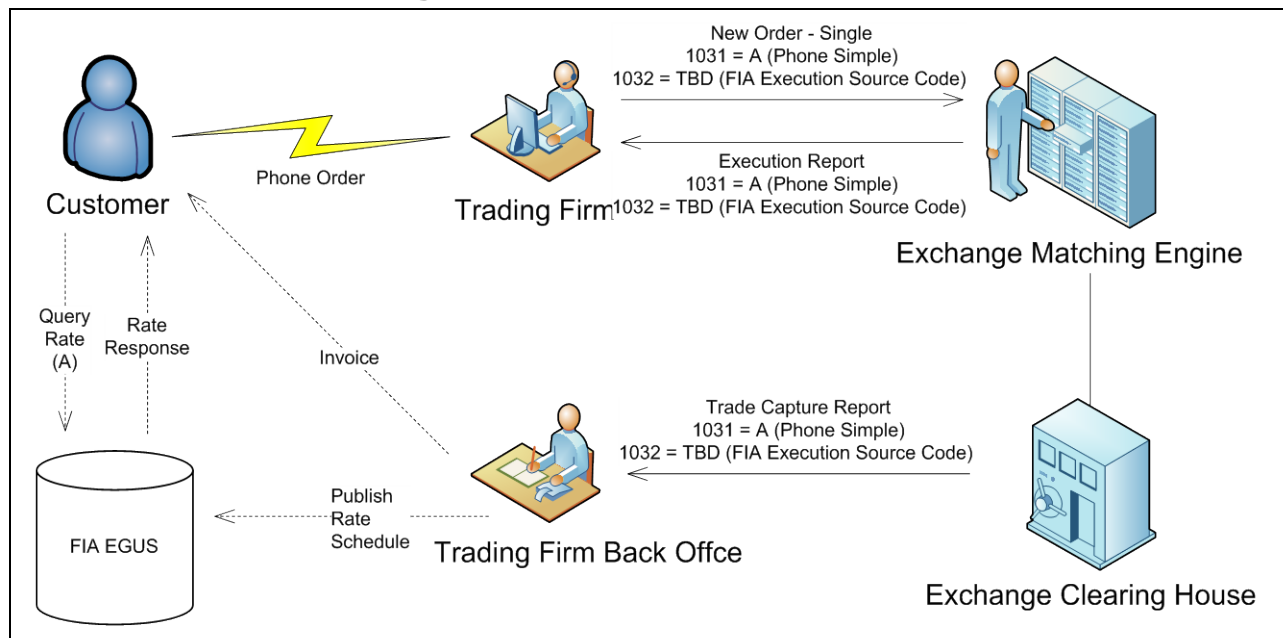 New Order - Single
1031 = A (Phone Simple)
1032 = TBD (FIA Execution Source Code)
Phone Order
Execution Report
1031 = A (Phone Simple)
1032 = TBD (FIA Execution Source Code)
Customer
Trading Firm
Exchange Matching Engine
Query
Rate
(A)
Rate
Response
Invoice
Trade Capture Report
1031 = A (Phone Simple)
1032 = TBD (FIA Execution Source Code)
FIA EGUS
Publish
Rate
Schedule
Trading Firm Back Offce
Exchange Clearing House